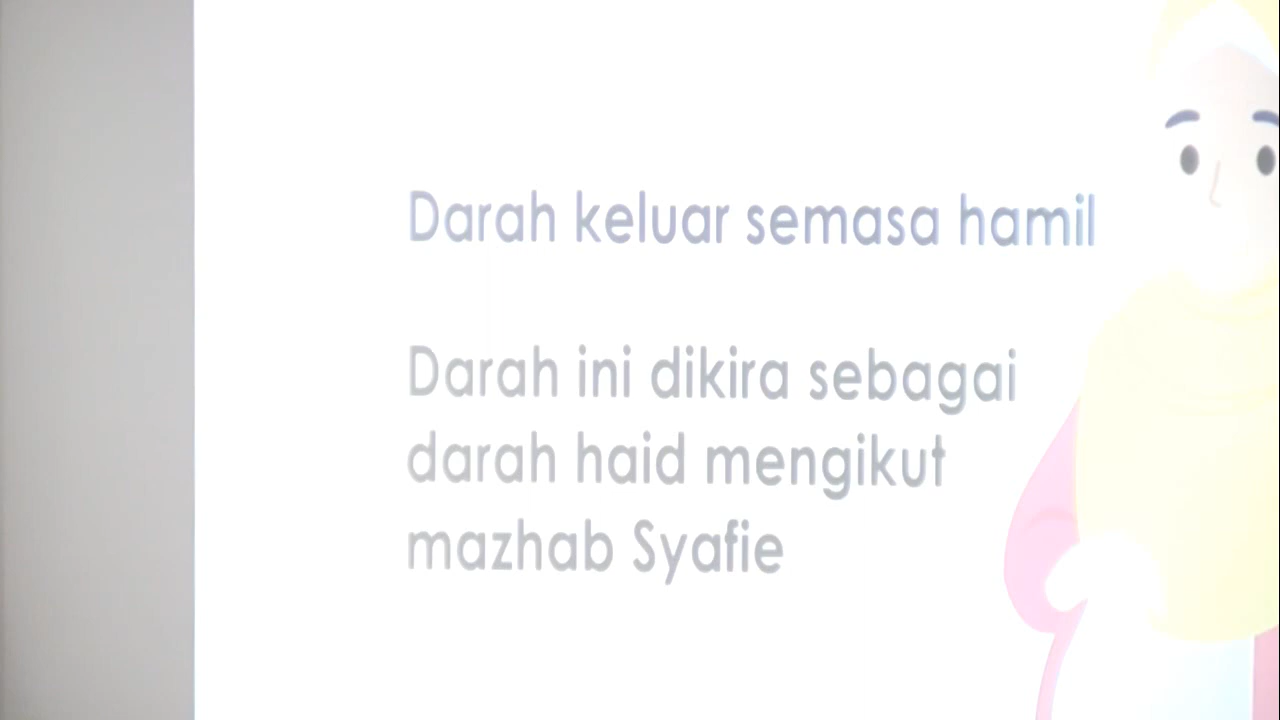 Darah keluar semasa hamil
Darah ini dikira sebagai
darah haid mengikut
mazhab Syafie